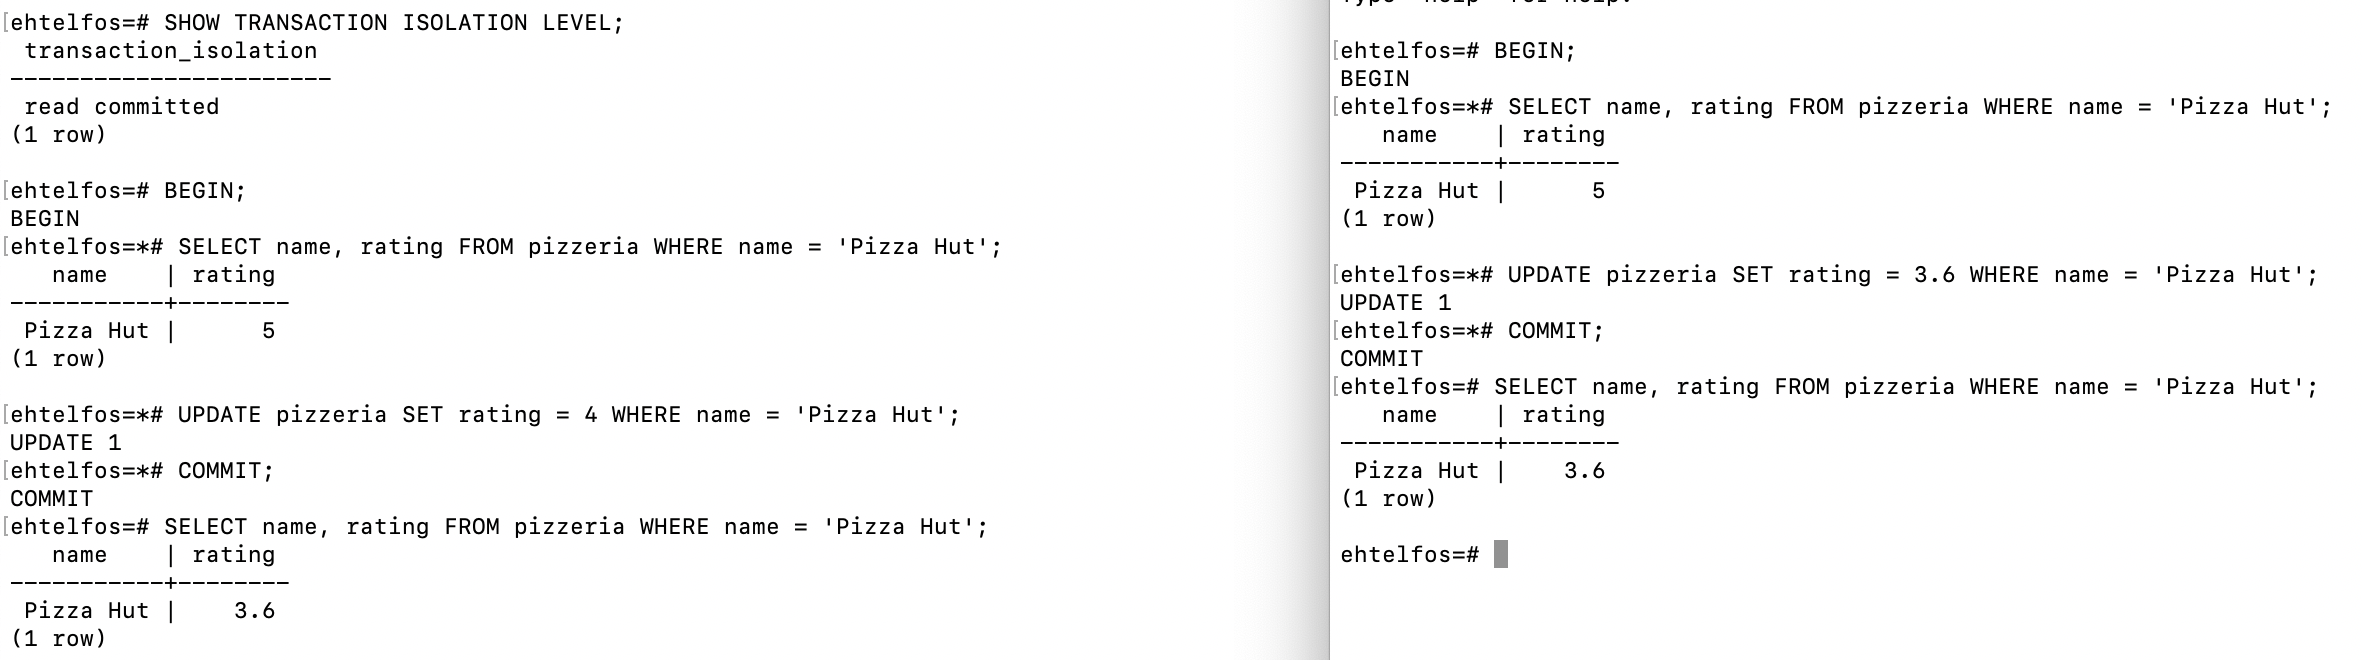 [ehtelfos=# SHOW TRANSACTION ISOLATION LEVEL;
 transaction_isolation
-----------------------
 read committed
(1 row)
[ehtelfos=# BEGIN;
BEGIN
[ehtelfos=*# SELECT name, rating FROM pizzeria WHERE name = 'Pizza Hut';
   name    | rating
-----------+--------
 Pizza Hut |      5
(1 row)
[ehtelfos=*# UPDATE pizzeria SET rating = 4 WHERE name = 'Pizza Hut';
UPDATE 1
[ehtelfos=*# COMMIT;
COMMIT
[ehtelfos=# SELECT name, rating FROM pizzeria WHERE name = 'Pizza Hut';
   name    | rating
-----------+--------
 Pizza Hut |    3.6
(1 row)
[ehtelfos=# BEGIN;
BEGIN
[ehtelfos=*# SELECT name, rating FROM pizzeria WHERE name = 'Pizza Hut';
   name    | rating
-----------+--------
 Pizza Hut |      5
(1 row)
[ehtelfos=*# UPDATE pizzeria SET rating = 3.6 WHERE name = 'Pizza Hut';
UPDATE 1
[ehtelfos=*# COMMIT;
COMMIT
[ehtelfos=# SELECT name, rating FROM pizzeria WHERE name = 'Pizza Hut';
   name    | rating
-----------+--------
 Pizza Hut |    3.6
(1 row)
ehtelfos=#